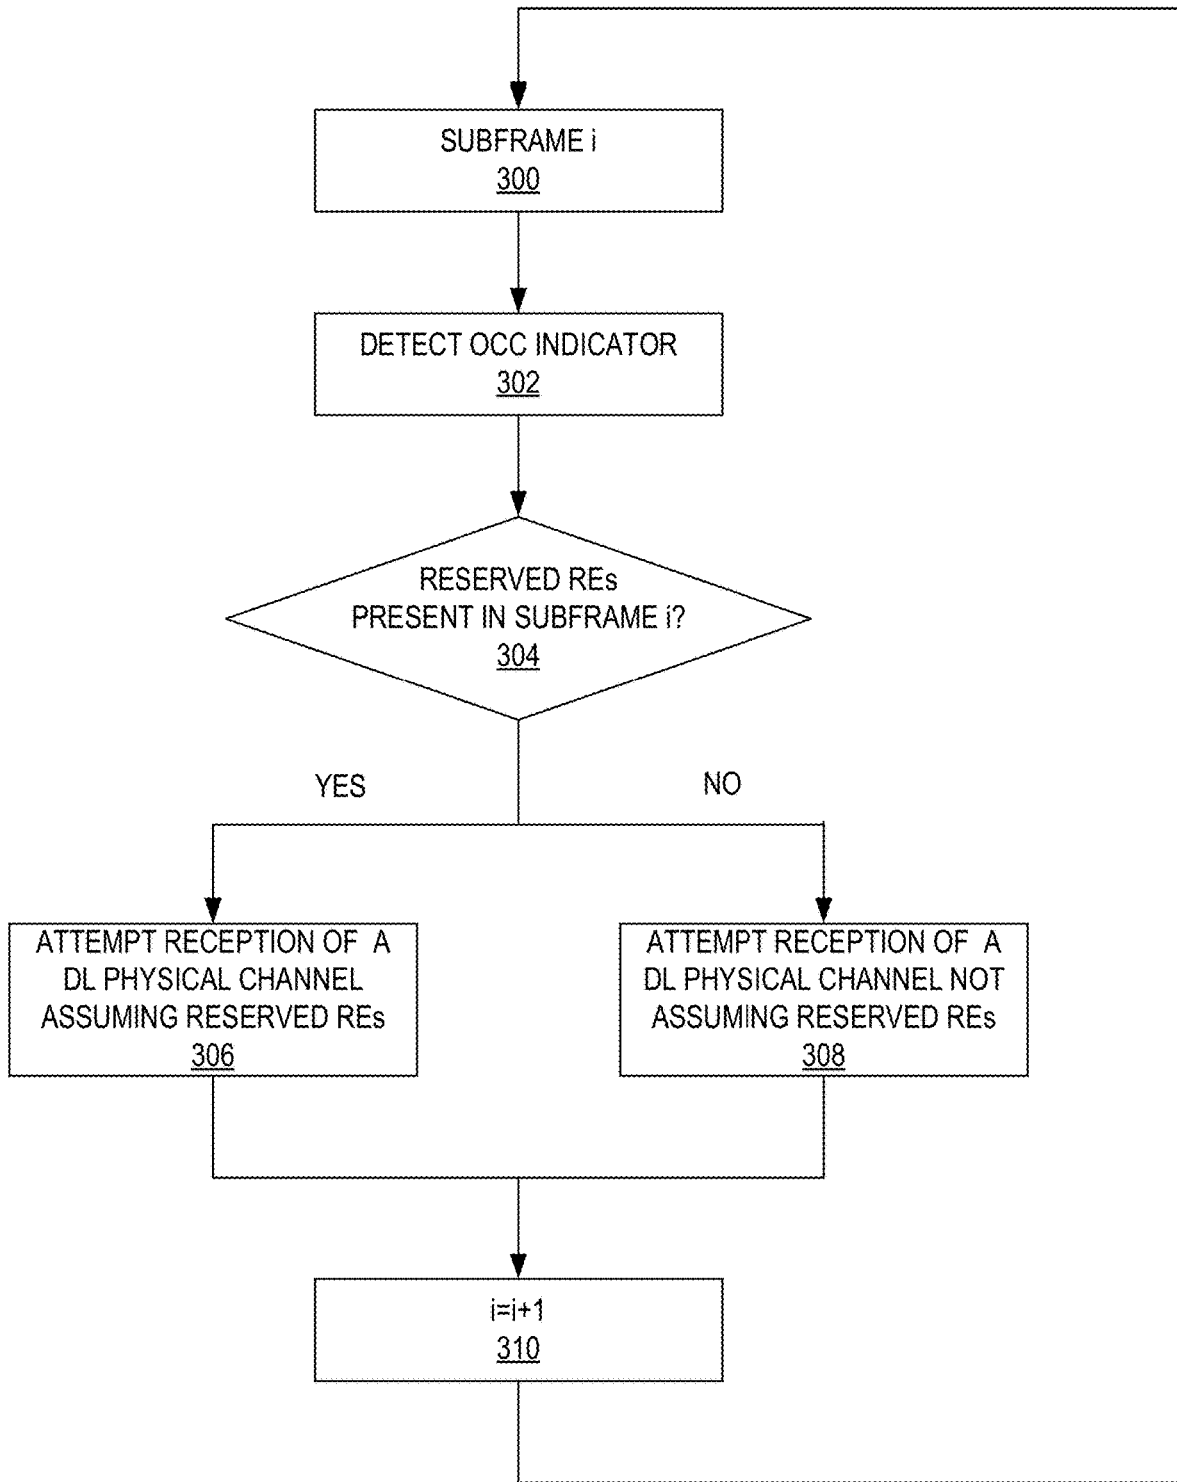 SUBFRAME i
300
DETECT OCC INDICATOR
302
RESERVED REs
PRESENT IN SUBFRAME i?
304
YES
NO
ATTEMPT RECEPTION OF A
DL PHYSICAL CHANNEL
ASSUMING RESERVED REs
306
ATTEMPT RECEPTION OF A
DL PHYSICAL CHANNEL NOT
ASSUMING RESERVED REs
308
i=i+1
310